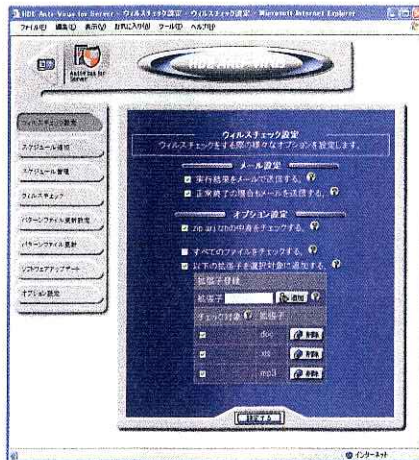 HDE Anti-Virus for Server - ウィルスチェック設定 - ウィルスチェック設定 - Microsoft Internet Explorer
ファイル(F) 編集(E) 表示(V) お気に入り(A) ツール(T) ヘルプ(H)
AntiVirus for
Server
ウィルスチェック設定
スケジュール追加
スケジュール管理
ウィルスチェック
パターンファイル更新設定
パターンファイル更新
ソフトウェアアップデート
オプション設定
ウィルスチェック設定
ウィルスチェックをする際の様々なオプションを設定します。
メール設定
実行結果をメールで送信する。
正常終了の場合もメールを送信する。
オプション設定
zip,arj,lzhの中身をチェックする。
すべてのファイルをチェックする。
以下の拡張子を選択対象に追加する。
拡張子登録
拡張子 追加
チェック対象 拡張子
doc 削除
xls 削除
mp3 削除
設定する
インターネット